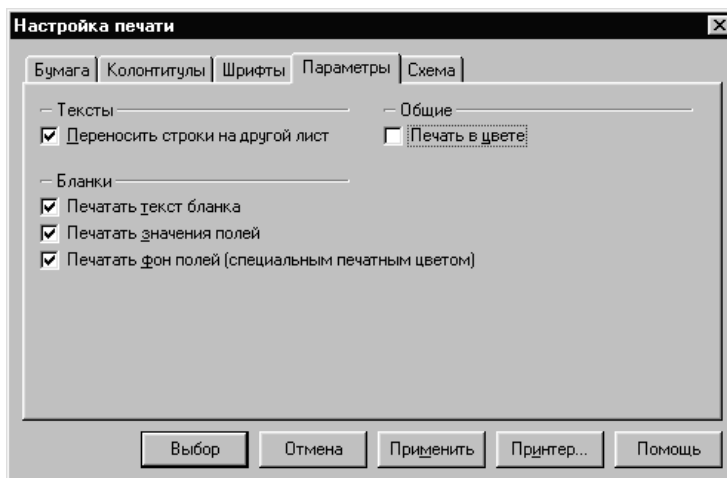 Настройка печати
Бумага Колонтитулы Шрифты Параметры Схема
Тексты Общие
Переносить строки на другой лист Печать в цвете
Бланки
Печатать текст бланка
Печатать значения полей
Печатать фон полей (специальным печатным цветом)
Выбор Отмена Применить Принтер... Помощь